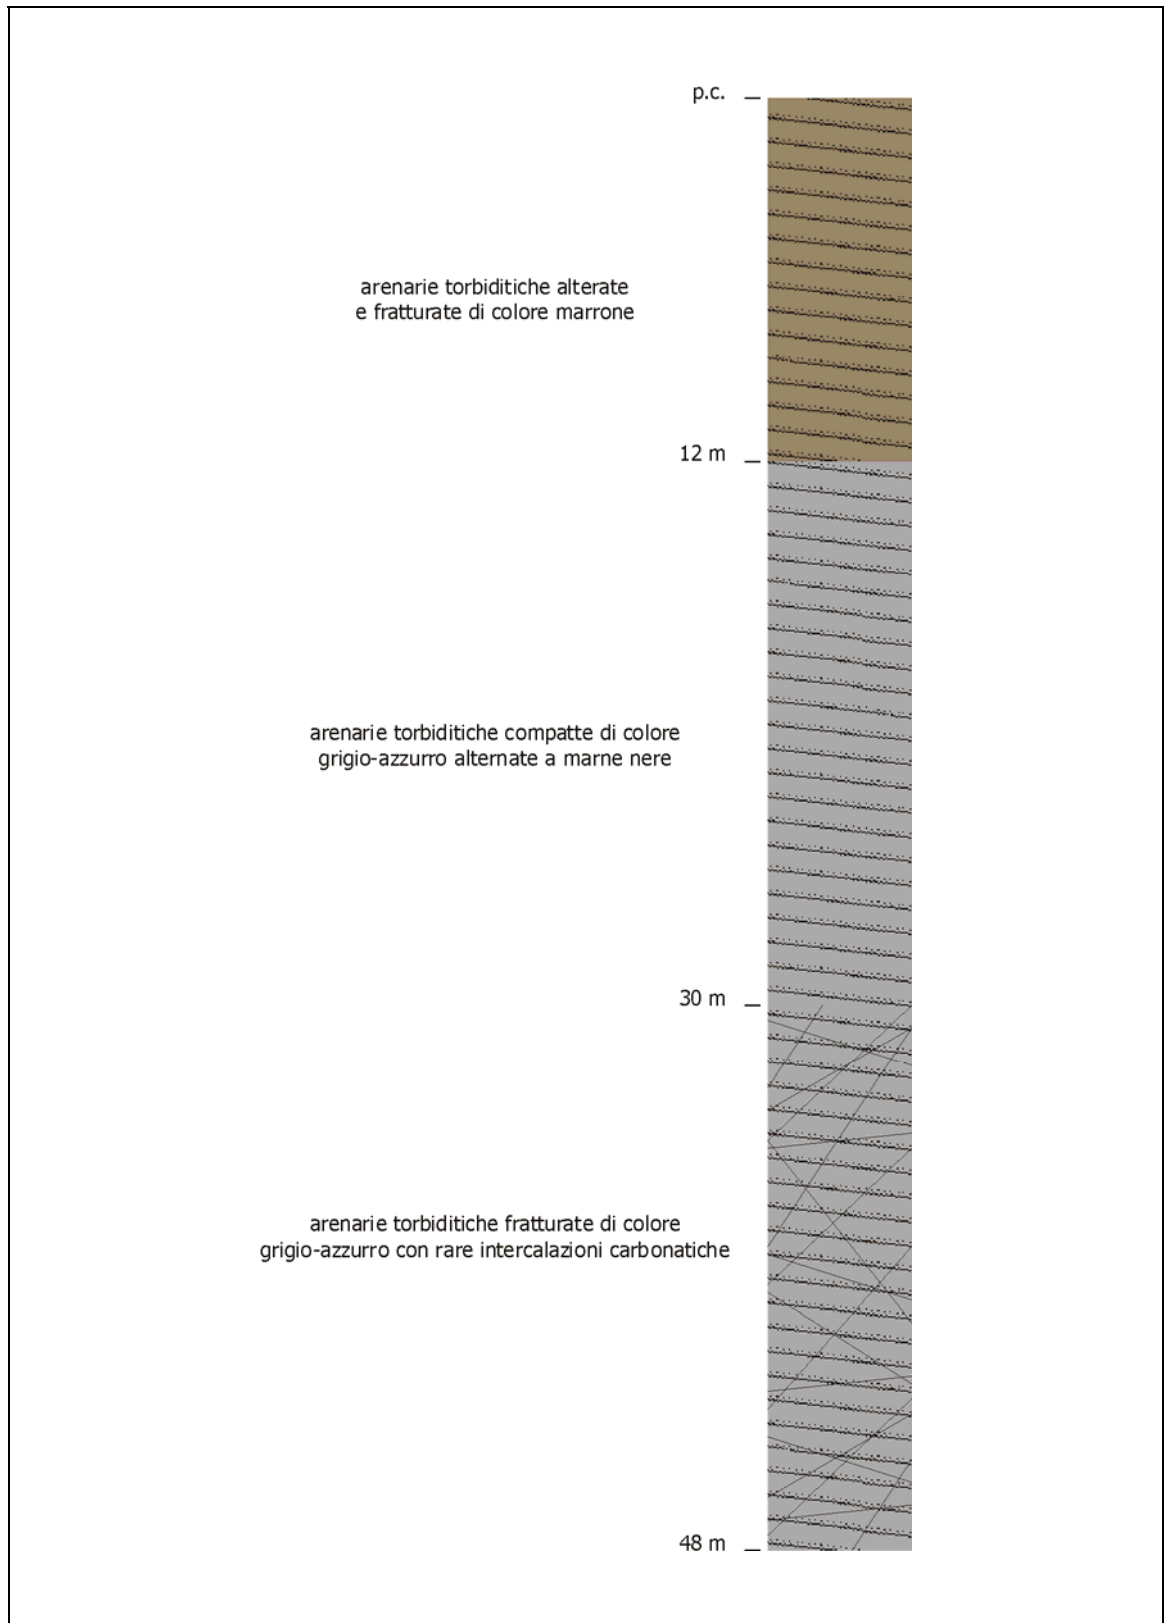 p.c.
arenarie torbiditiche alterate
e fratturate di colore marrone
12 m
arenarie torbiditiche compatte di colore
grigio-azzurro alternate a marne nere
30 m
arenarie torbiditiche fratturate di colore
grigio-azzurro con rare intercalazioni carbonatiche
48 m